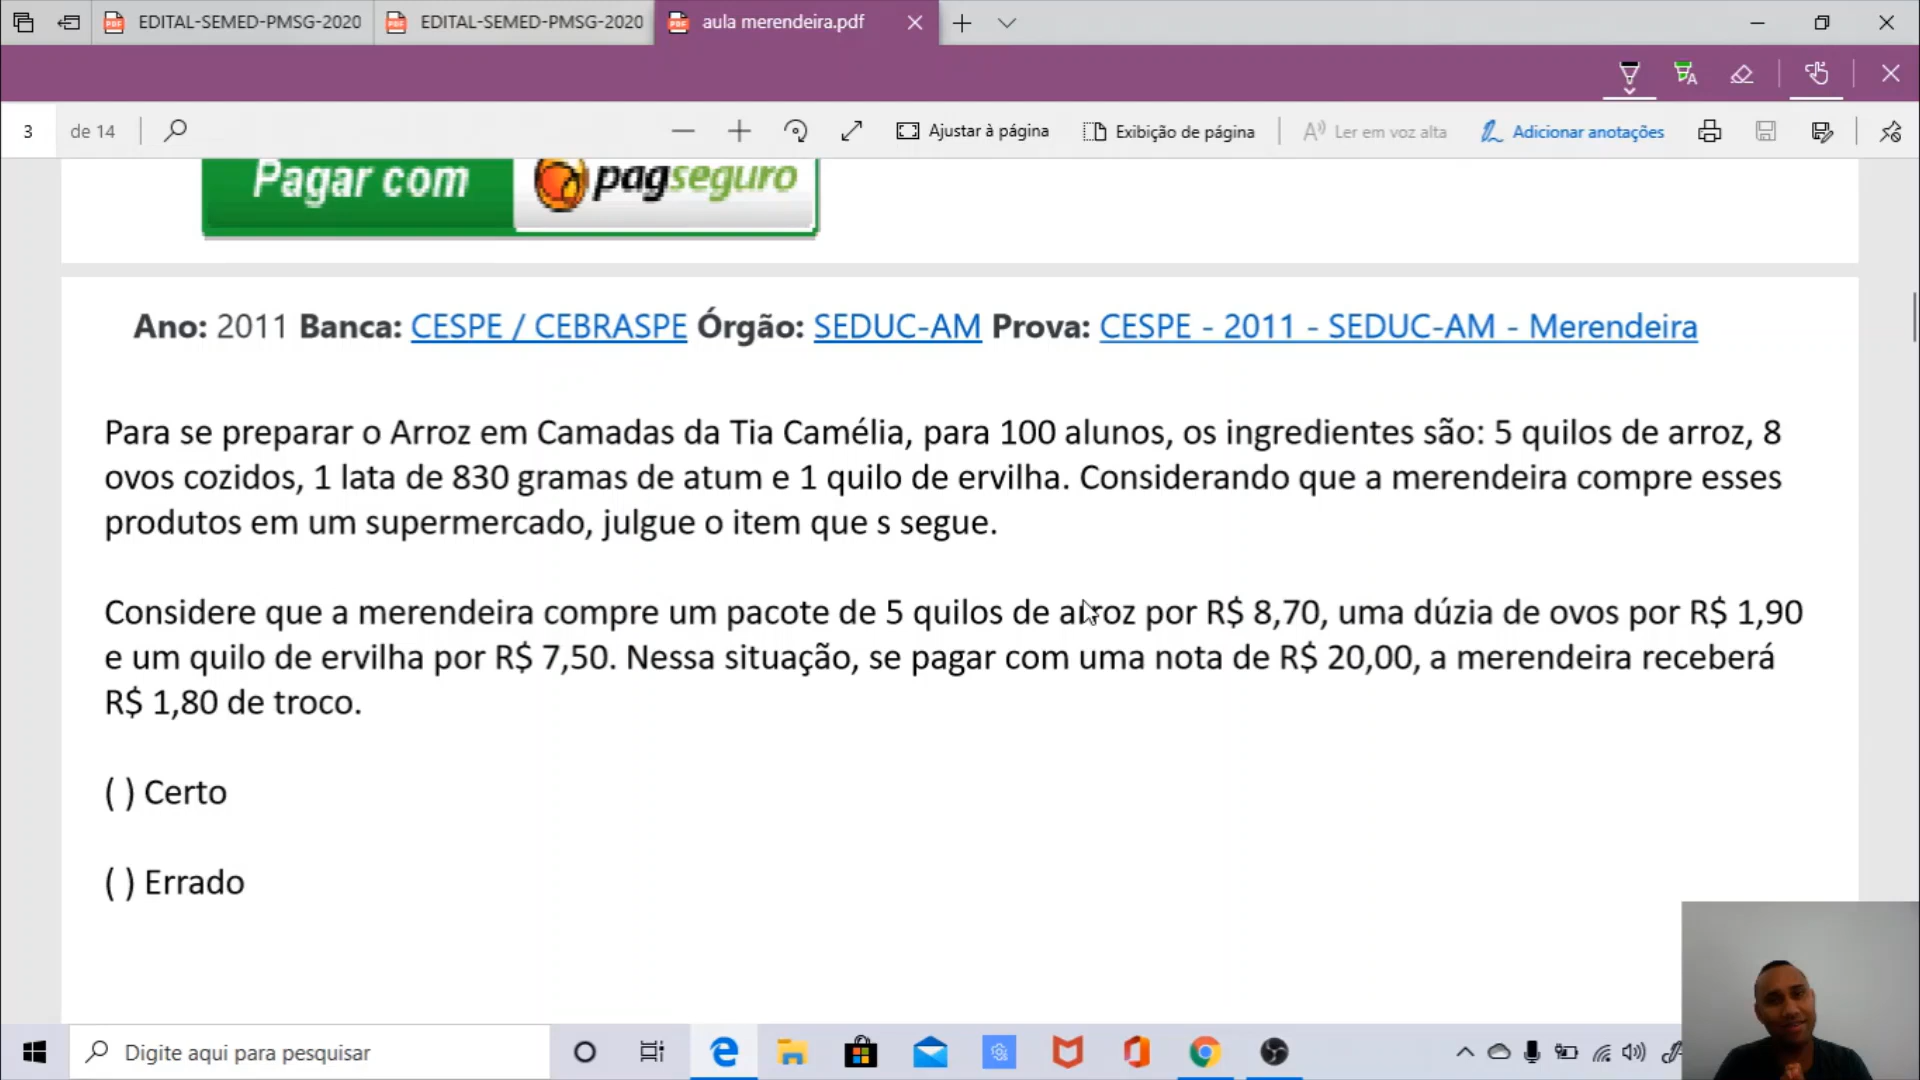 EDITAL-SEMED-PMSG-2020
EDITAL-SEMED-PMSG-2020
aula merendeira.pdf
3 de 14
Ajustar à página
Exibição de página
Ler em voz alta
Adicionar anotações
Pagar com pagseguro
Ano: 2011 Banca: CESPE / CEBRASPE Órgão: SEDUC-AM Prova: CESPE - 2011 - SEDUC-AM - Merendeira
Para se preparar o Arroz em Camadas da Tia Camélia, para 100 alunos, os ingredientes são: 5 quilos de arroz, 8
ovos cozidos, 1 lata de 830 gramas de atum e 1 quilo de ervilha. Considerando que a merendeira compre esses
produtos em um supermercado, julgue o item que s segue.
Considere que a merendeira compre um pacote de 5 quilos de arroz por R$ 8,70, uma dúzia de ovos por R$ 1,90
e um quilo de ervilha por R$ 7,50. Nessa situação, se pagar com uma nota de R$ 20,00, a merendeira receberá
R$ 1,80 de troco.
( ) Certo
( ) Errado
Digite aqui para pesquisar